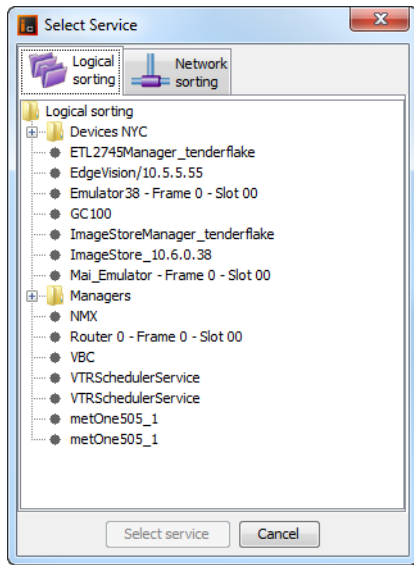 ic Select Service
Logical
sorting
Network
sorting
Logical sorting
Devices NYC
ETL2745Manager_tenderflake
EdgeVision/10.5.5.55
Emulator38 - Frame 0 - Slot 00
GC100
ImageStoreManager_tenderflake
ImageStore_10.6.0.38
Mai_Emulator - Frame 0 - Slot 00
Managers
NMX
Router 0 - Frame 0 - Slot 00
VBC
VTRSchedulerService
VTRSchedulerService
metOne505_1
metOne505_1
Select service
Cancel